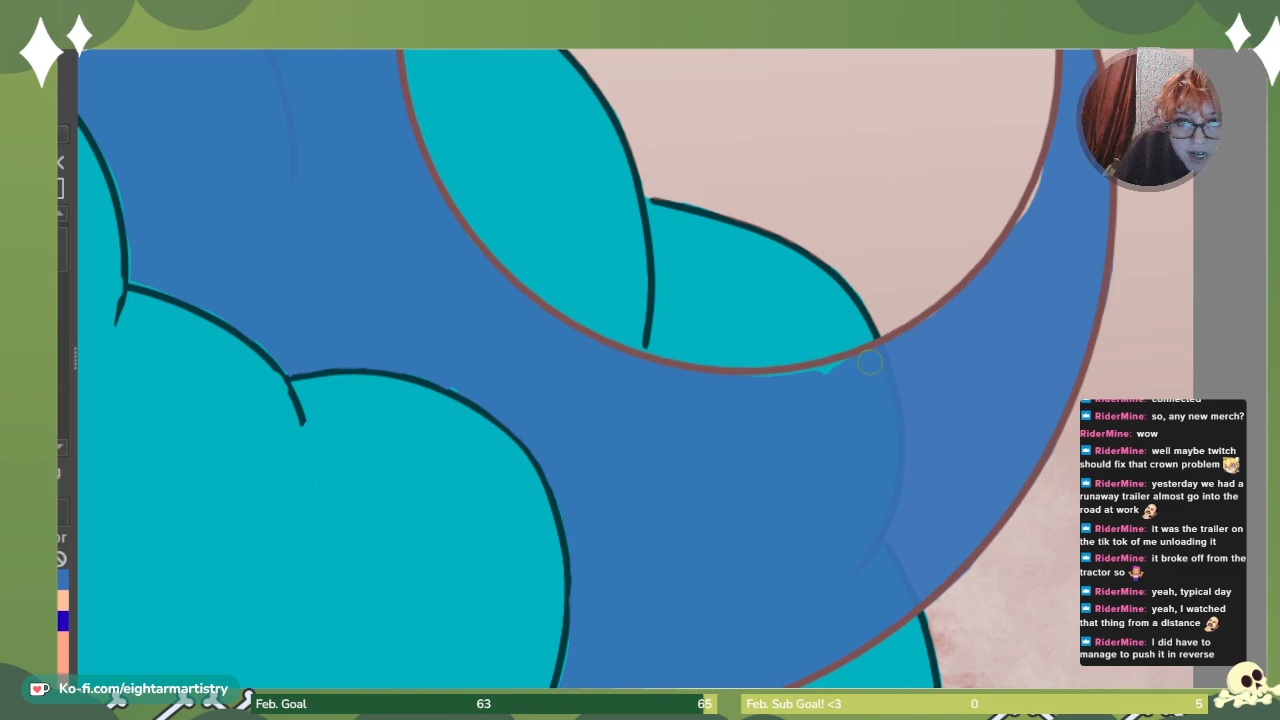 RiderMine: connected
RiderMine: so, any new merch?
RiderMine: wow
RiderMine: well maybe twitch
should fix that crown problem
RiderMine: yesterday we had a
runaway trailer almost go into the
road at work
RiderMine: It was the trailer on
the tik tok of me unloading it
RiderMine: it broke off from the
tractor so
RiderMine: yeah, typical day
RiderMine: yeah, I watched
that thing from a distance
RiderMine: I did have to
manage to push it in reverse
or
Ko-fi.com/eightarmartistry
Feb. Goal 63 65
Feb. Sub Goal! <3 0 5